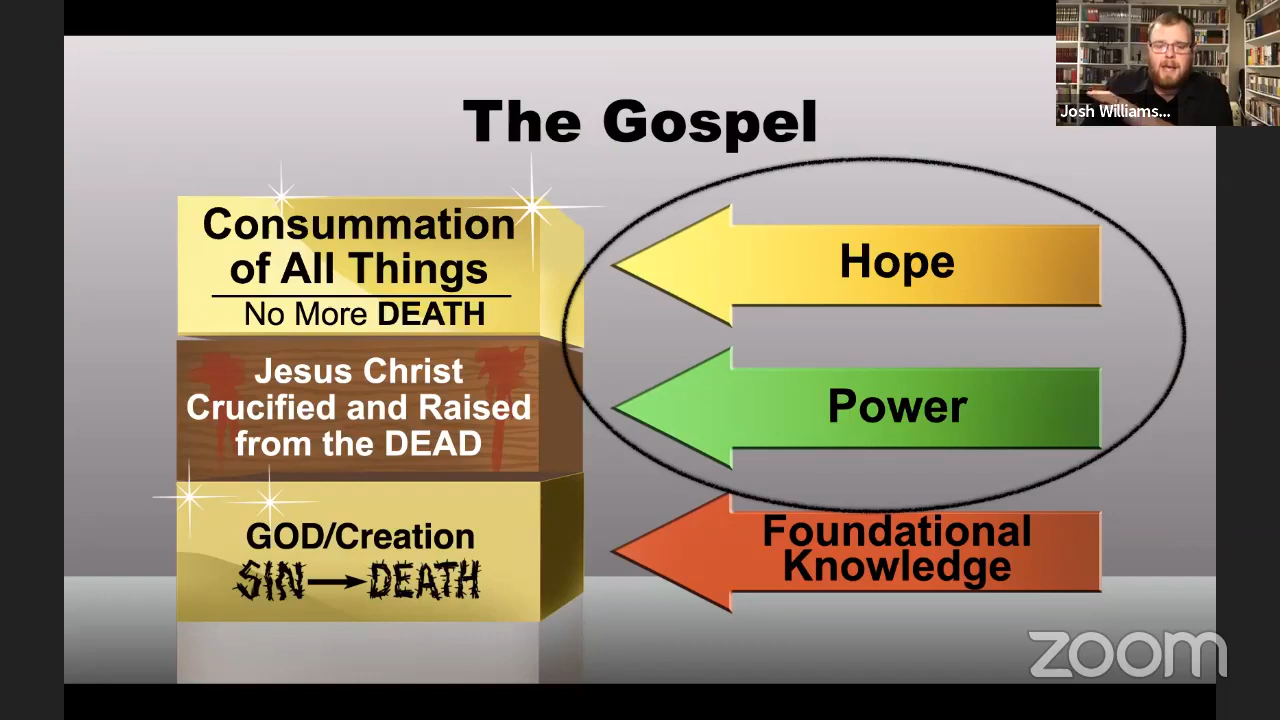 The Gospel
Josh Williams...
Consummation
of All Things
No More DEATH
Hope
Jesus Christ
Crucified and Raised
from the DEAD
Power
GOD/Creation
SIN→DEATH
Foundational
Knowledge
zoom